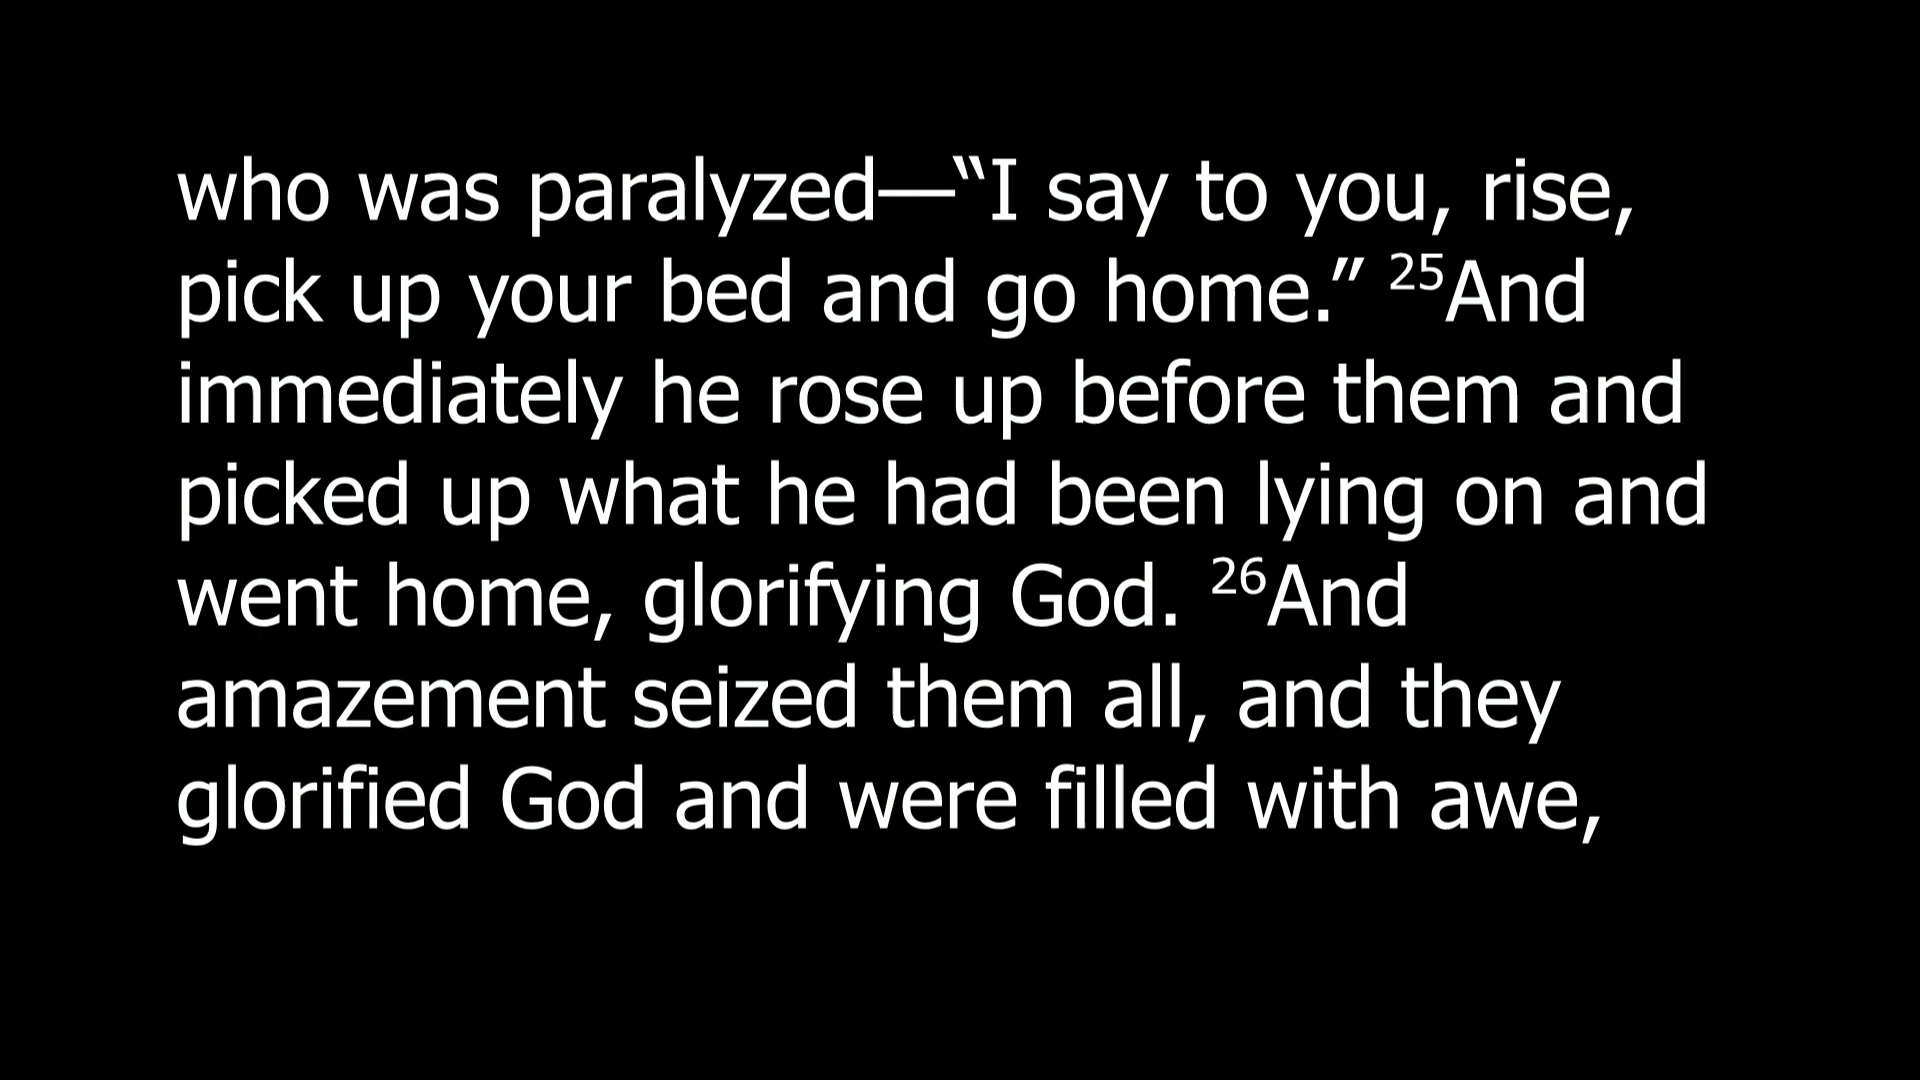 who was paralyzed—“I say to you, rise,
pick up your bed and go home.” ²⁵And
immediately he rose up before them and
picked up what he had been lying on and
went home, glorifying God. ²⁶And
amazement seized them all, and they
glorified God and were filled with awe,